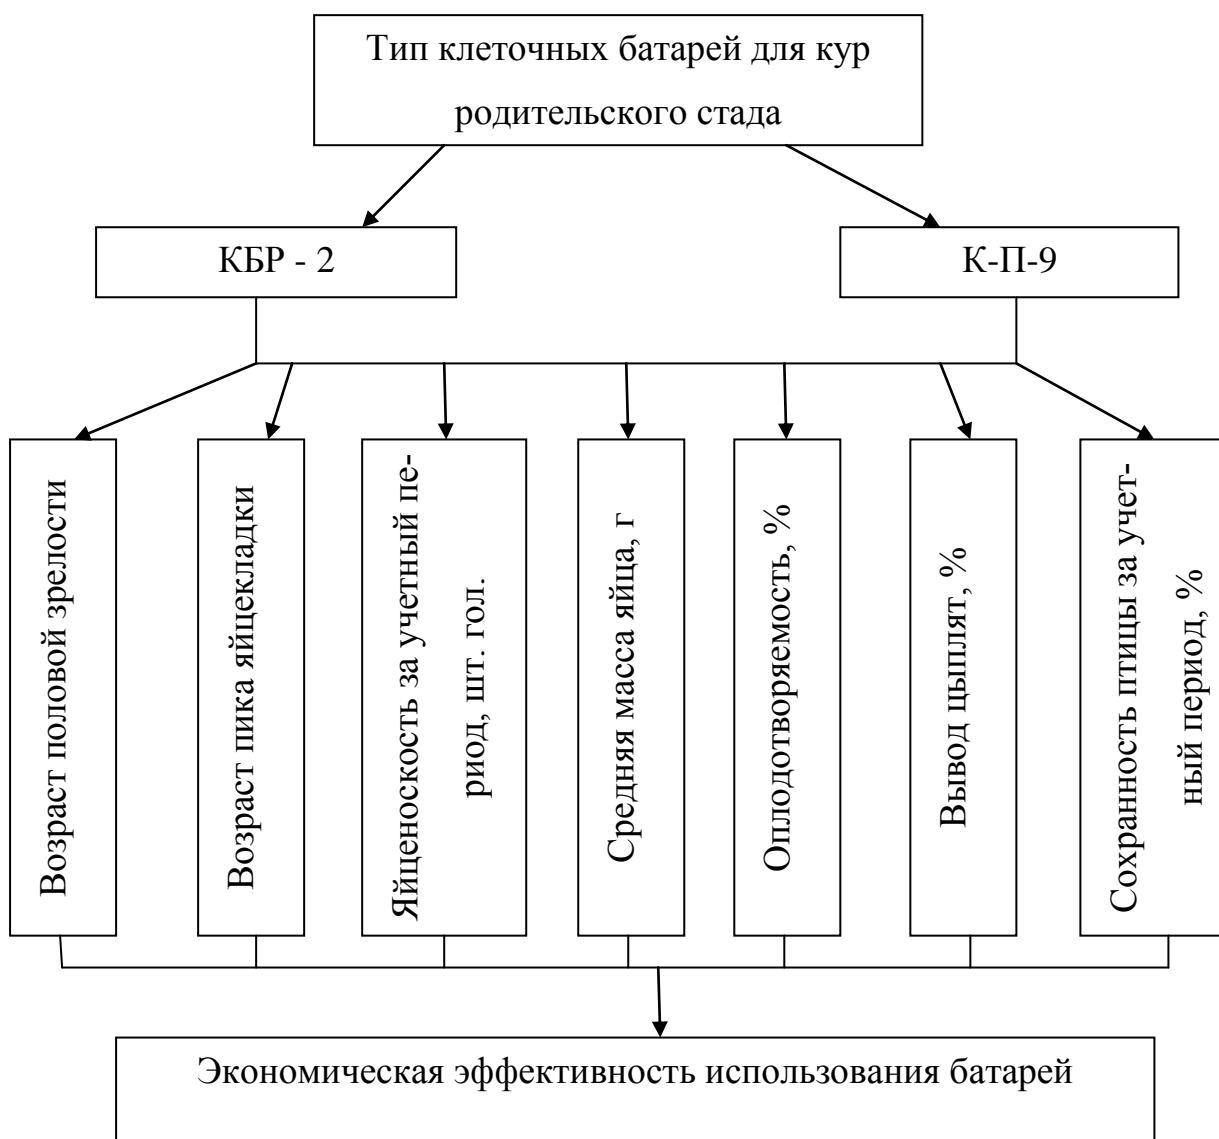 Тип клеточных батарей для кур
родительского стада
КБР - 2
К-П-9
Возраст половой зрелости
Возраст пика яйцекладки
Яйценоскость за учетный пе-
риод, шт. гол.
Средняя масса яйца, г
Оплодотворяемость, %
Вывод цыплят, %
Сохранность птицы за учет-
ный период, %
Экономическая эффективность использования батарей